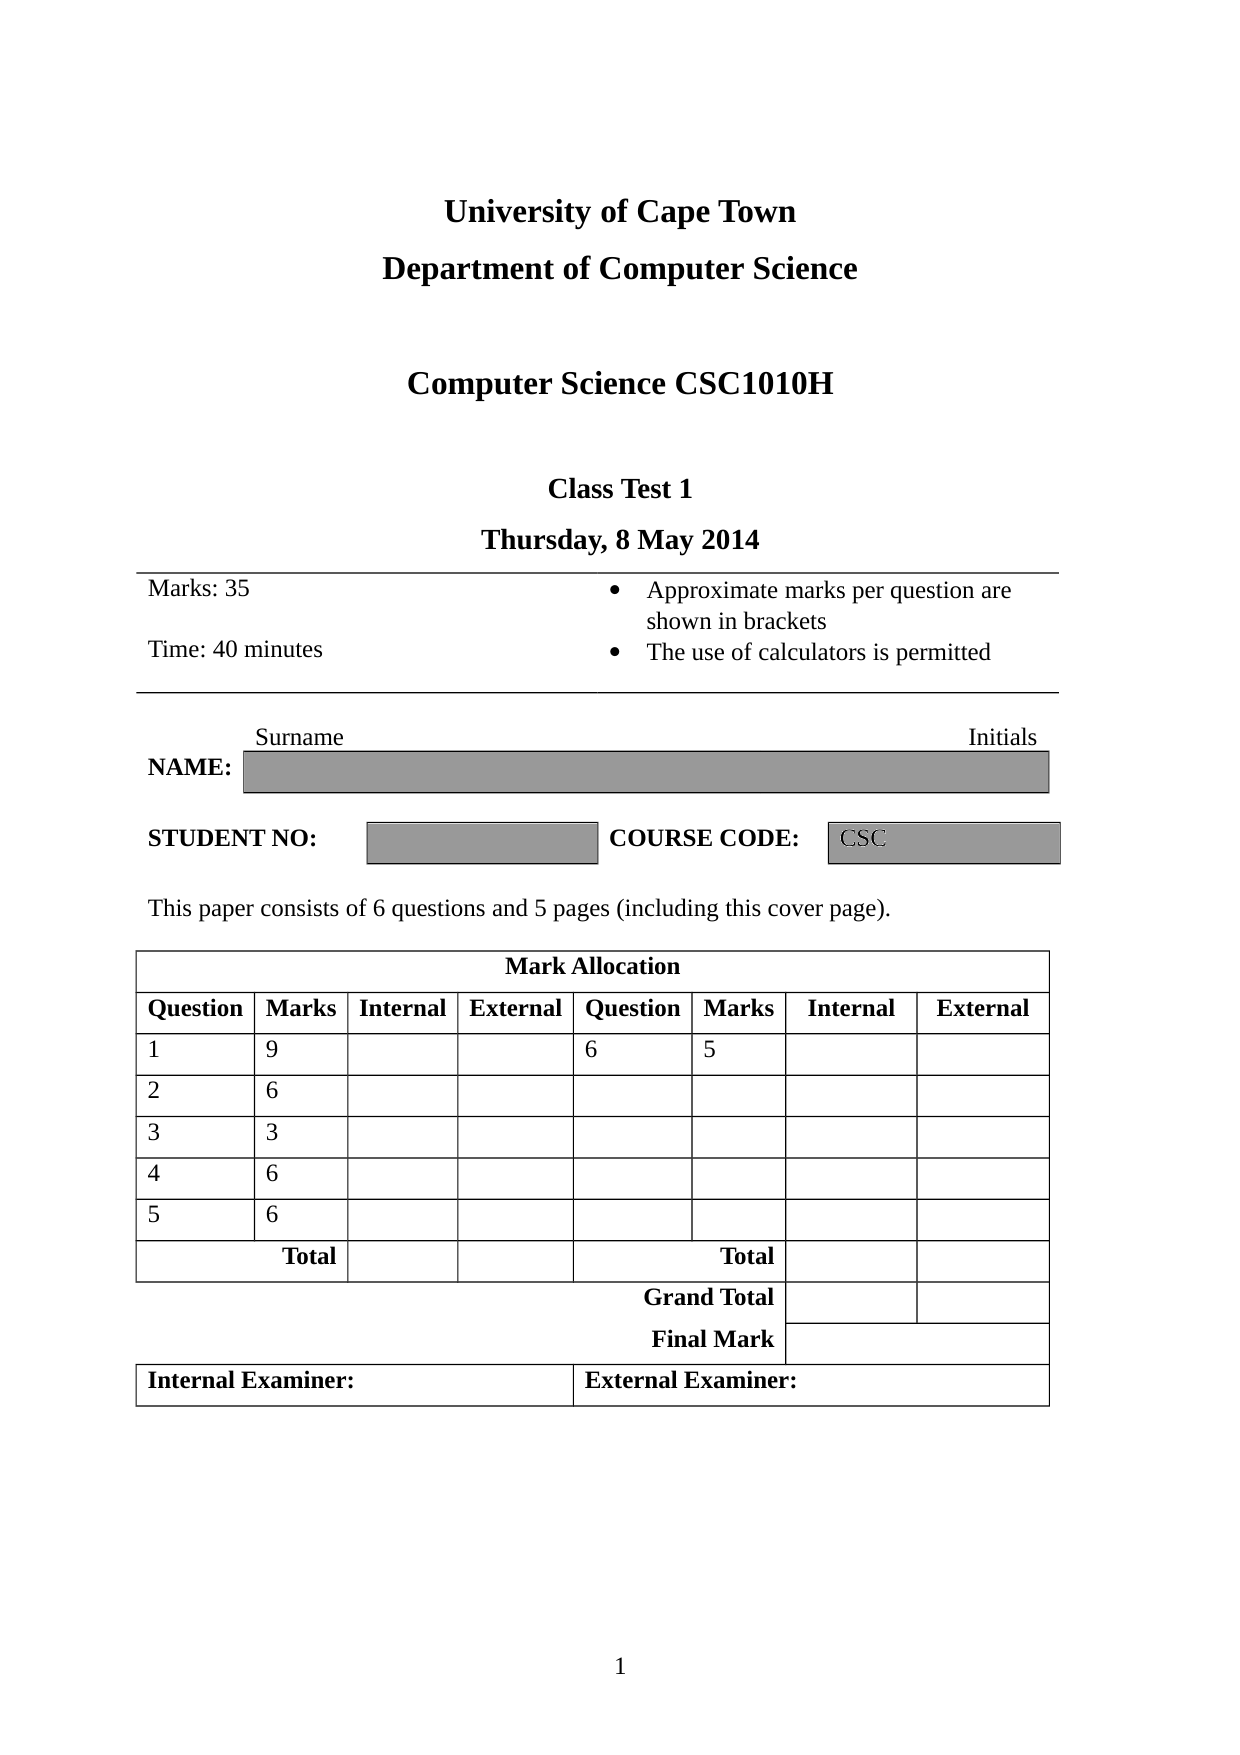 University of Cape Town
Department of Computer Science
Computer Science CSC1010H
Class Test 1
Thursday, 8 May 2014
Marks: 35
Time: 40 minutes
• Approximate marks per question are
shown in brackets
• The use of calculators is permitted
Surname Initials
NAME:
STUDENT NO: COURSE CODE: CSC
This paper consists of 6 questions and 5 pages (including this cover page).
Mark Allocation
Question Marks Internal External Question Marks Internal External
1 9 6 5
2 6
3 3
4 6
5 6
Total Total
Grand Total
Final Mark
Internal Examiner: External Examiner:
1